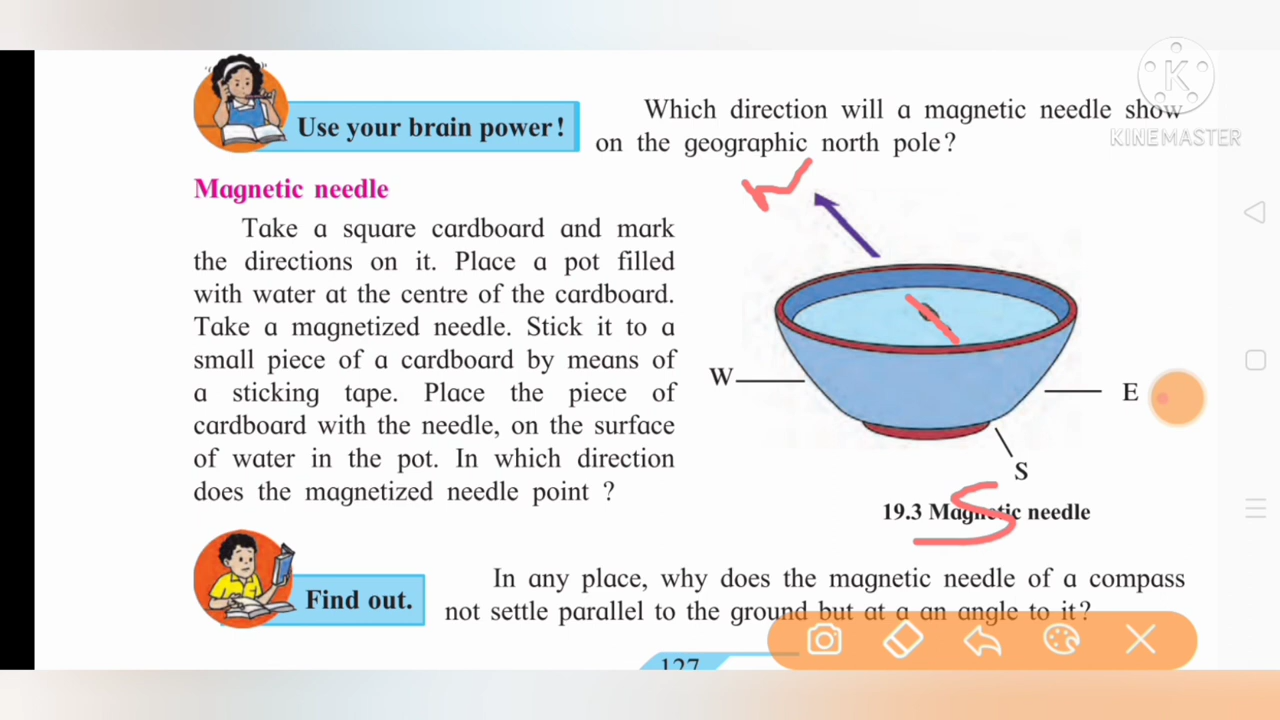 Use your brain power!
Which direction will a magnetic needle show
on the geographic north pole?
KINEMASTER
K
Magnetic needle
Take a square cardboard and mark
the directions on it. Place a pot filled
with water at the centre of the cardboard.
Take a magnetized needle. Stick it to a
small piece of a cardboard by means of
a sticking tape. Place the piece of
cardboard with the needle, on the surface
of water in the pot. In which direction
does the magnetized needle point ?
N
W
E
S
S
19.3 Magnetic needle
Find out.
In any place, why does the magnetic needle of a compass
not settle parallel to the ground but at a an angle to it?
127